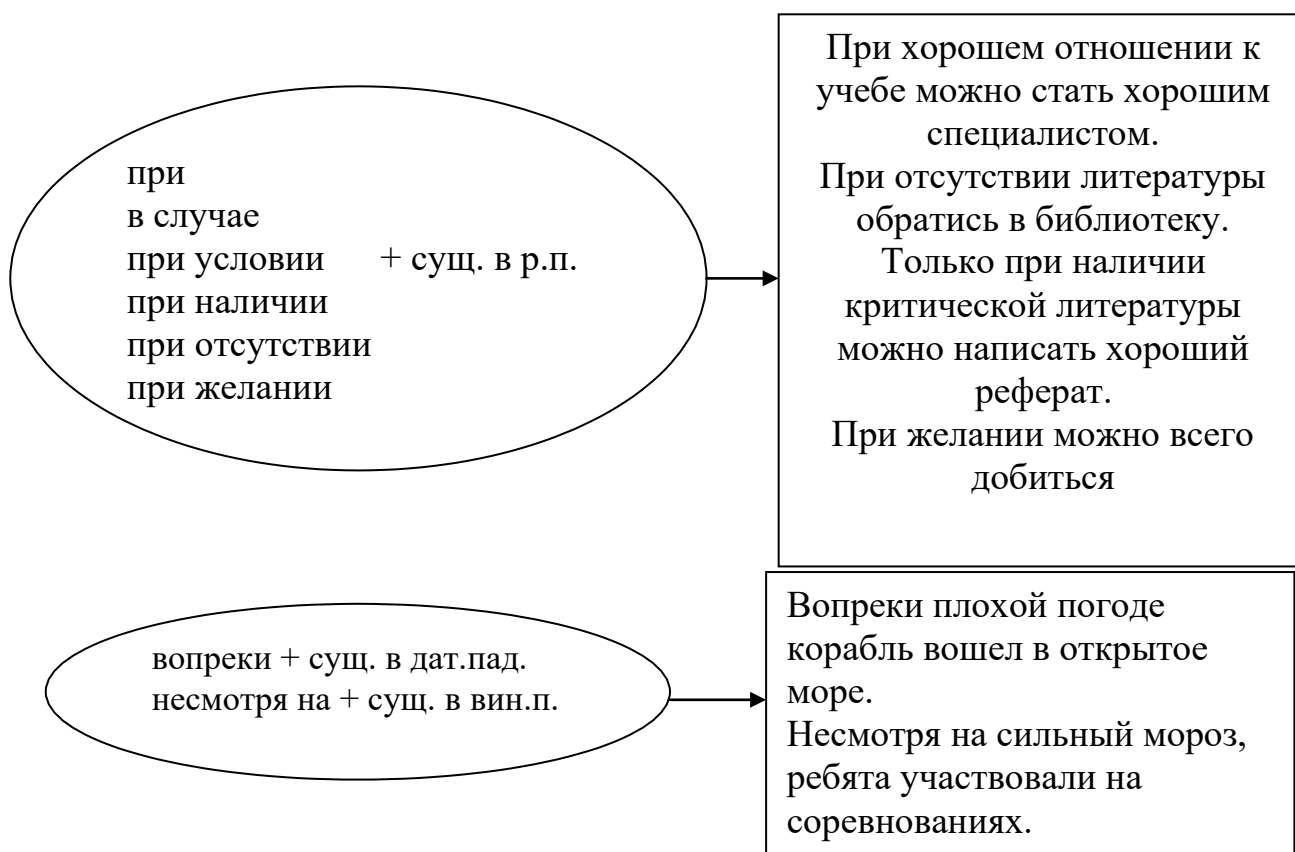 при
в случае
при условии + сущ. в р.п.
при наличии
при отсутствии
при желании
При хорошем отношении к
учебе можно стать хорошим
специалистом.
При отсутствии литературы
обратись в библиотеку.
Только при наличии
критической литературы
можно написать хороший
реферат.
При желании можно всего
добиться
вопреки + сущ. в дат.пад.
несмотря на + сущ. в вин.п.
Вопреки плохой погоде
корабль вошел в открытое
море.
Несмотря на сильный мороз,
ребята участвовали на
соревнованиях.